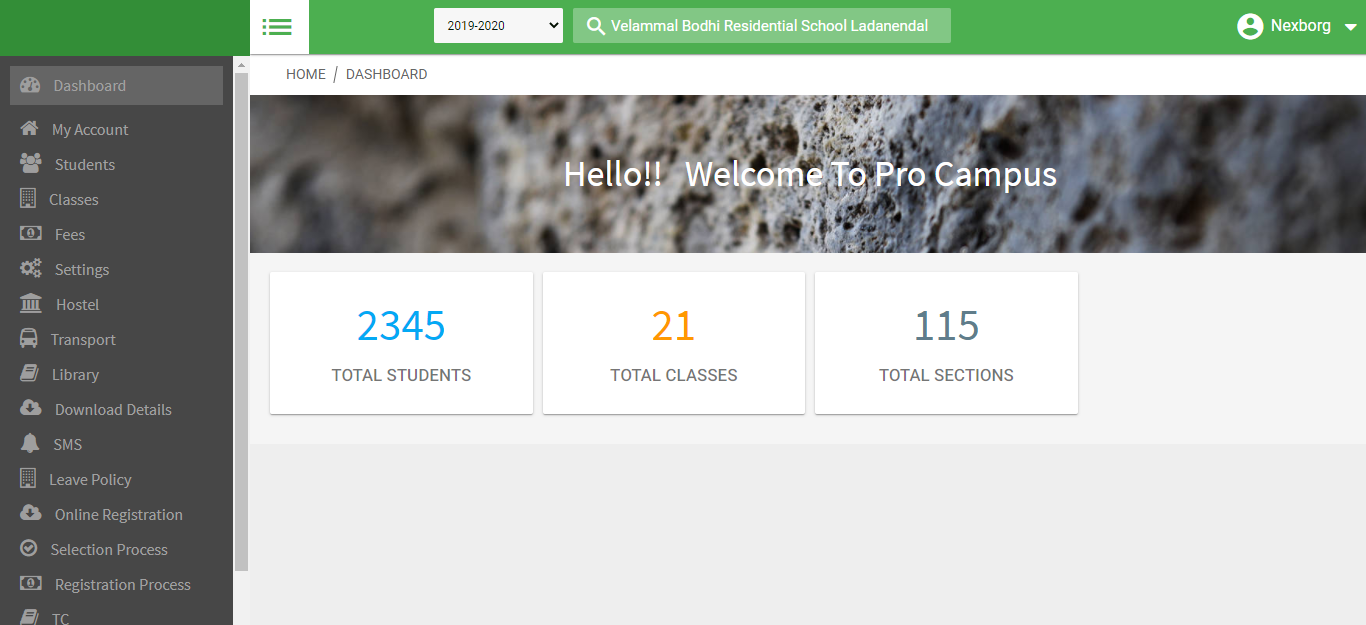 2019-2020
Velammal Bodhi Residential School Ladanendal
Nexborg
HOME / DASHBOARD
Dashboard
My Account
Students
Classes
Fees
Settings
Hostel
Transport
Library
Download Details
SMS
Leave Policy
Online Registration
Selection Process
Registration Process
TC
Hello!! Welcome To Pro Campus
2345
TOTAL STUDENTS
21
TOTAL CLASSES
115
TOTAL SECTIONS